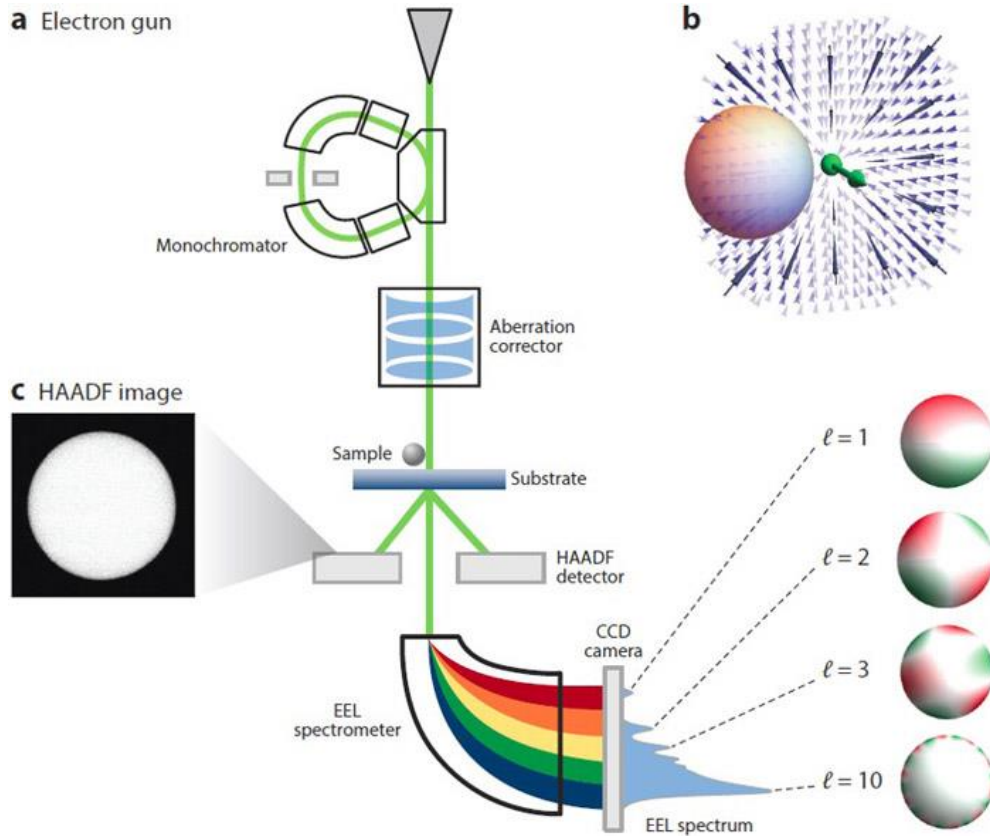 a Electron gun
b
Monochromator
Aberration
corrector
c HAADF image
Sample
Substrate
HAADF
detector
ℓ = 1
ℓ = 2
ℓ = 3
ℓ = 10
CCD
camera
EEL
spectrometer
EEL spectrum